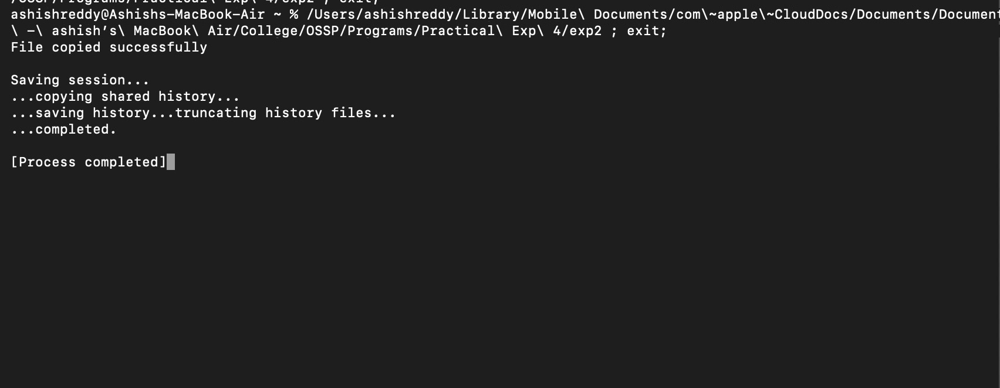 /OSSP/Programs/Practical\ Exp\ 4/exp2 ; exit;
ashishreddy@Ashishs-MacBook-Air ~ % /Users/ashishreddy/Library/Mobile\ Documents/com\~apple\~CloudDocs/Documents/Document
\ -\ ashish’s\ MacBook\ Air/College/OSSP/Programs/Practical\ Exp\ 4/exp2 ; exit;
File copied successfully
Saving session...
...copying shared history...
...saving history...truncating history files...
...completed.
[Process completed]